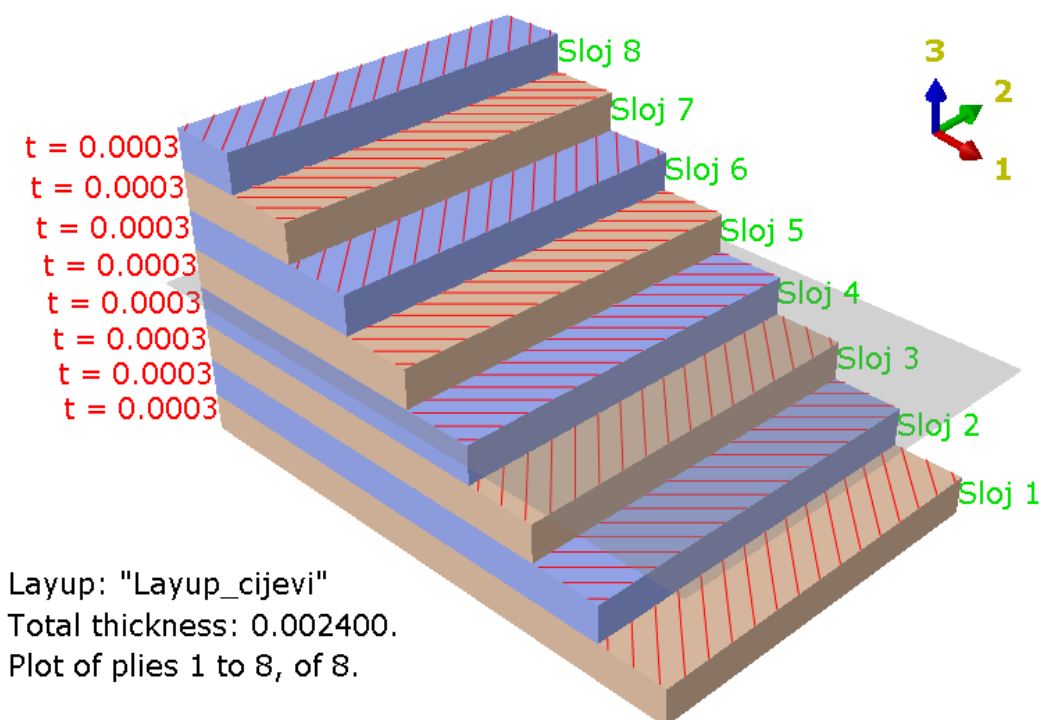 Sloj 8
3
2
1
Sloj 7
t = 0.0003
Sloj 6
t = 0.0003
Sloj 5
t = 0.0003
t = 0.0003
Sloj 4
t = 0.0003
t = 0.0003
Sloj 3
t = 0.0003
t = 0.0003
Sloj 2
Sloj 1
Layup: "Layup_cijevi"
Total thickness: 0.002400.
Plot of plies 1 to 8, of 8.